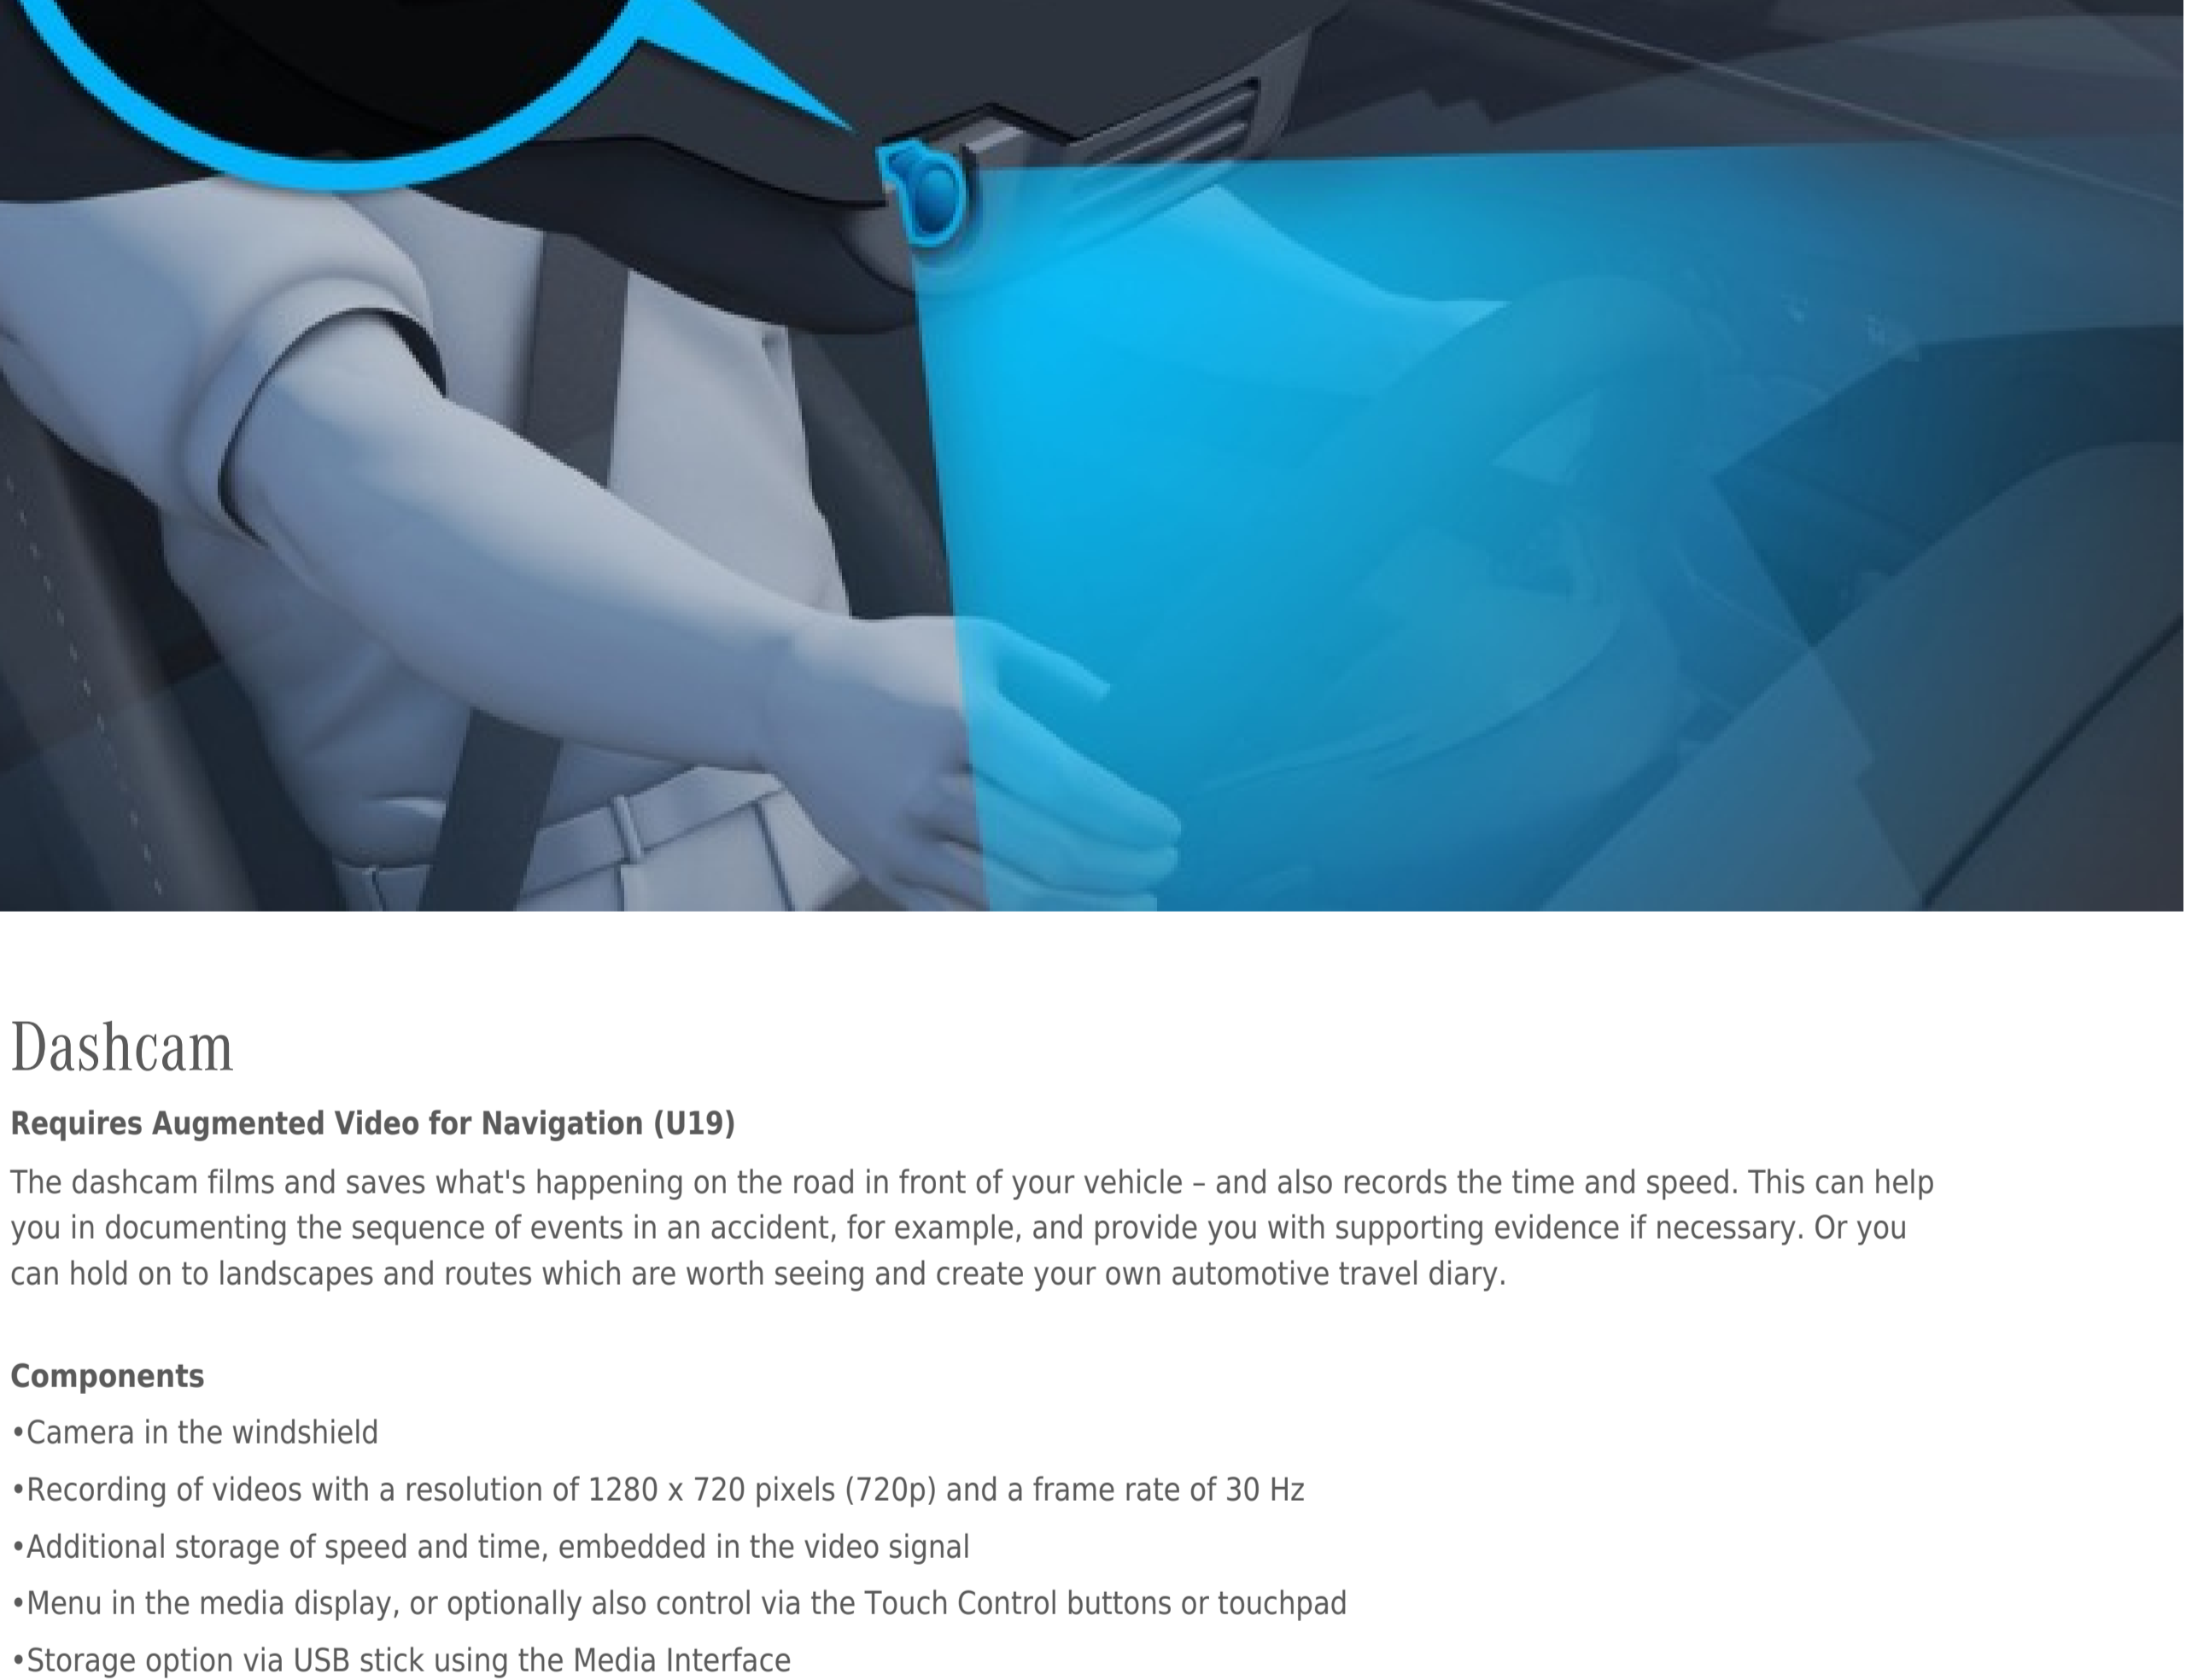 Dashcam
Requires Augmented Video for Navigation (U19)
The dashcam films and saves what's happening on the road in front of your vehicle – and also records the time and speed. This can help
you in documenting the sequence of events in an accident, for example, and provide you with supporting evidence if necessary. Or you
can hold on to landscapes and routes which are worth seeing and create your own automotive travel diary.
Components
•Camera in the windshield
•Recording of videos with a resolution of 1280 x 720 pixels (720p) and a frame rate of 30 Hz
•Additional storage of speed and time, embedded in the video signal
•Menu in the media display, or optionally also control via the Touch Control buttons or touchpad
•Storage option via USB stick using the Media Interface